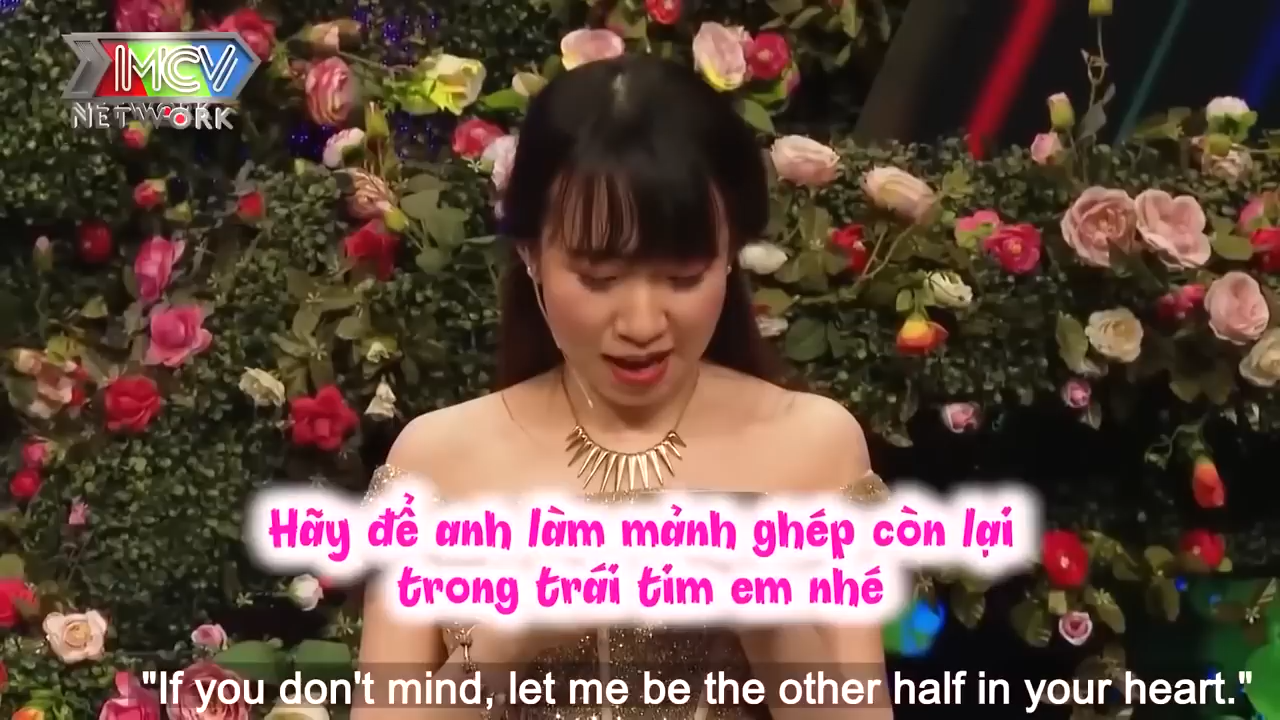 MCV
NETWORK
Hãy để anh làm mảnh ghép còn lại
trong trái tim em nhé
"If you don't mind, let me be the other half in your heart."